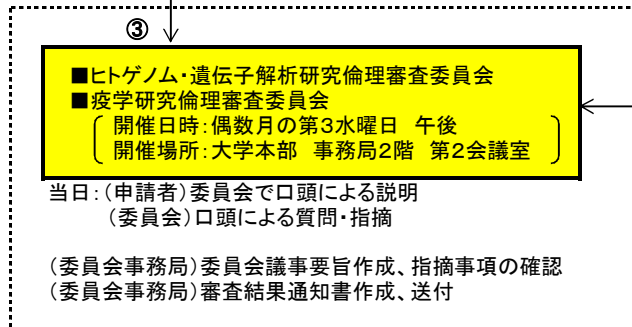 ③
■ヒトゲノム・遺伝子解析研究倫理審査委員会
■疫学研究倫理審査委員会
開催日時:偶数月の第3水曜日 午後
開催場所:大学本部 事務局2階 第2会議室
当日:(申請者)委員会で口頭による説明
(委員会)口頭による質問・指摘
(委員会事務局)委員会議事要旨作成、指摘事項の確認
(委員会事務局)審査結果通知書作成、送付